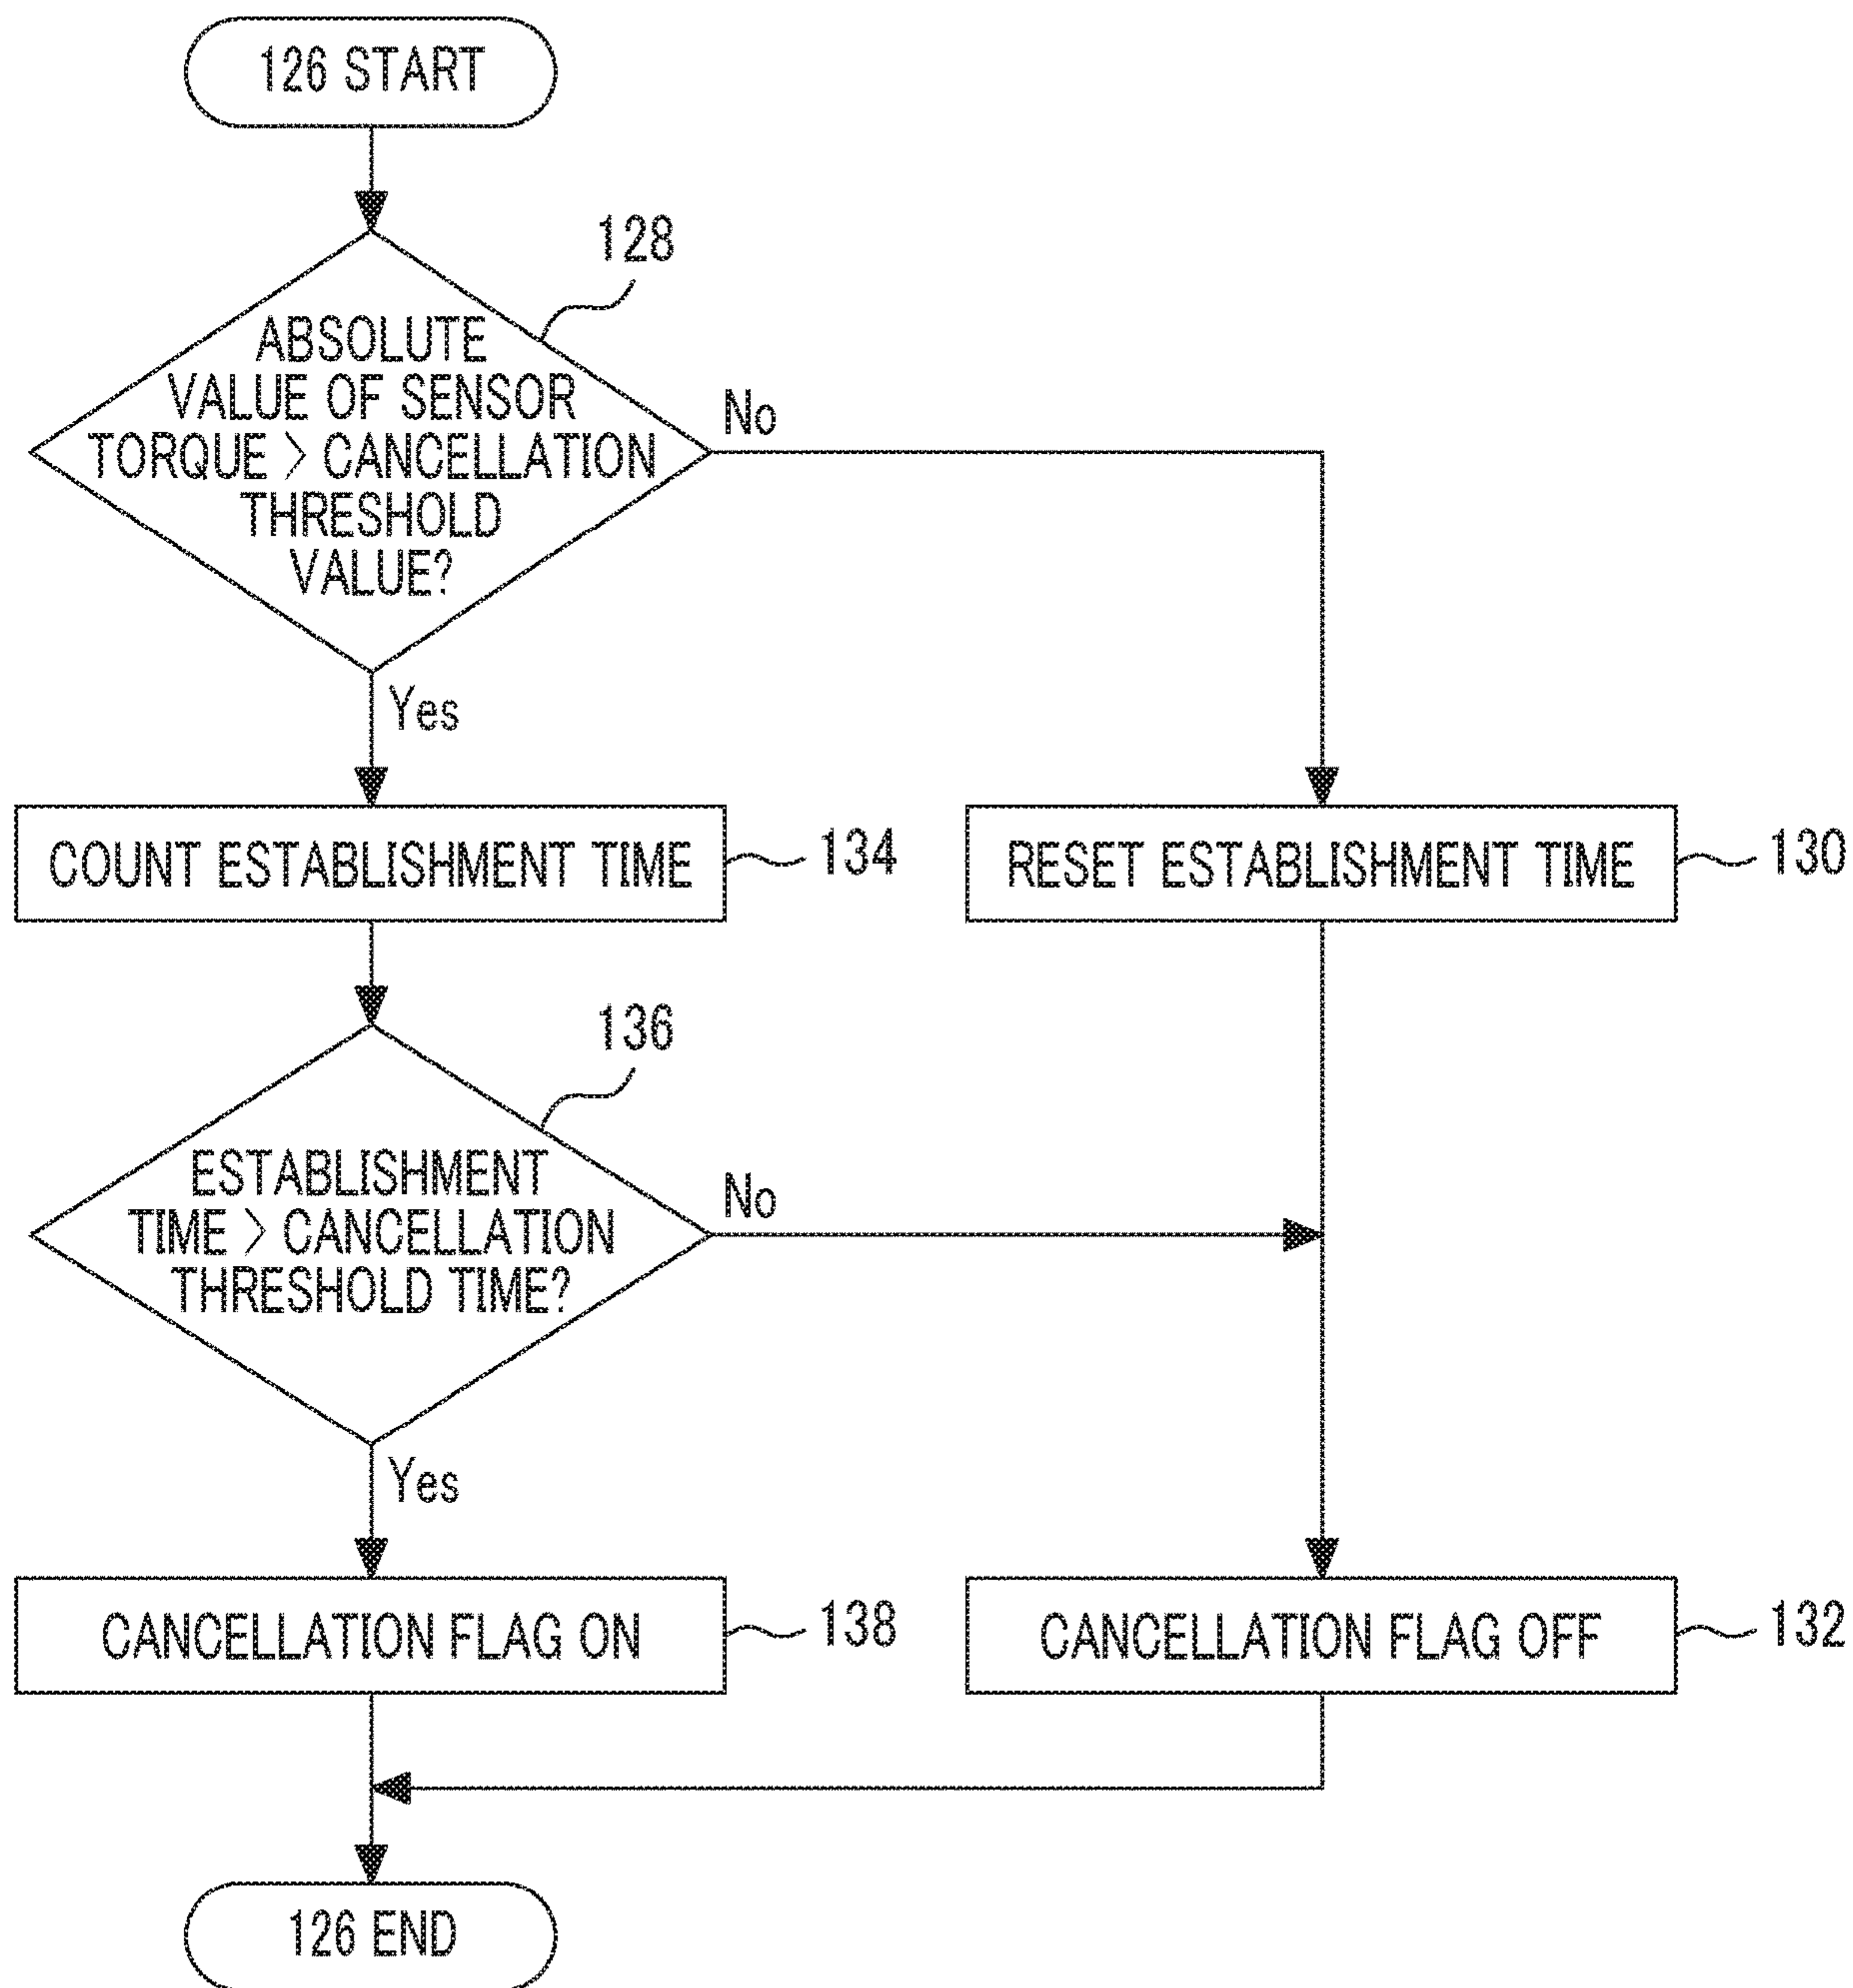 126 START
128
ABSOLUTE
VALUE OF SENSOR
TORQUE > CANCELLATION
THRESHOLD
VALUE?
No
Yes
COUNT ESTABLISHMENT TIME
134
RESET ESTABLISHMENT TIME
130
136
ESTABLISHMENT
TIME > CANCELLATION
THRESHOLD TIME?
No
Yes
CANCELLATION FLAG ON
138
CANCELLATION FLAG OFF
132
126 END